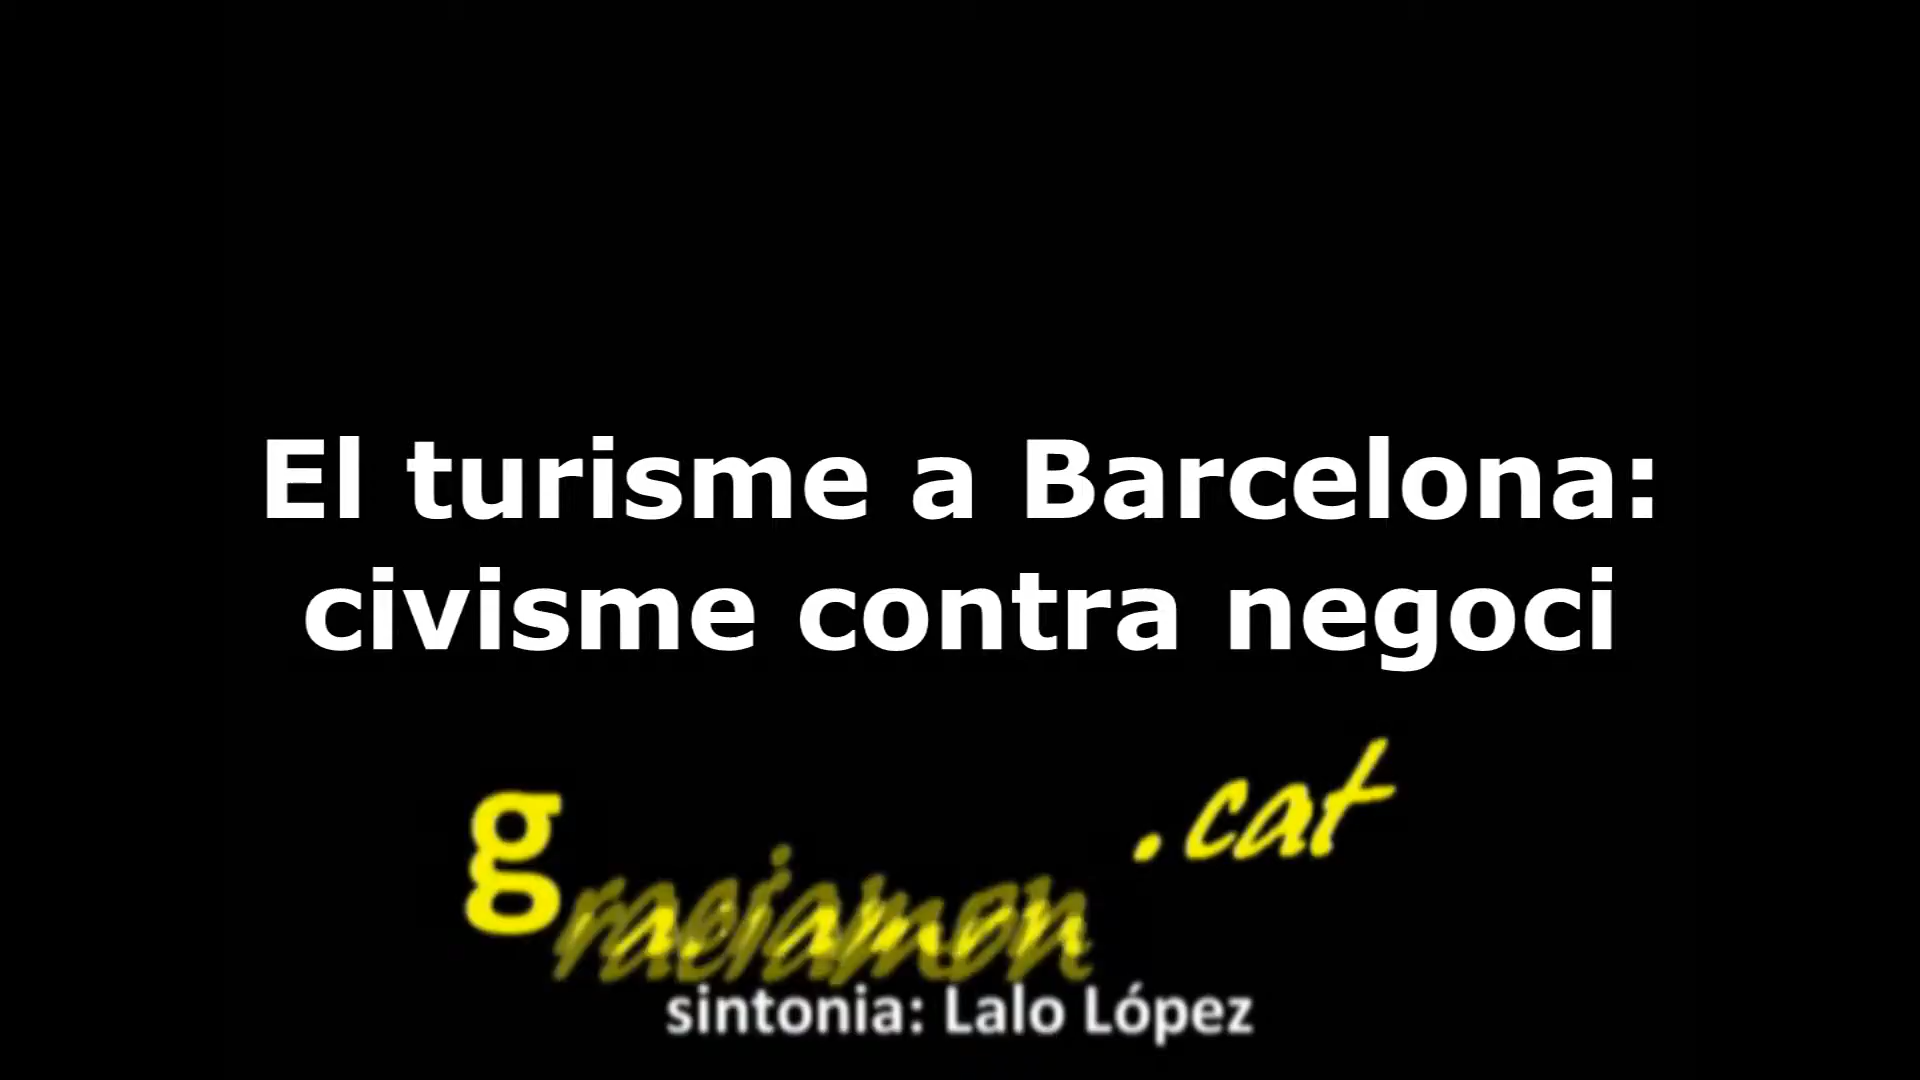 El turisme a Barcelona:
civisme contra negoci
graciamon.cat
sintonia: Lalo López